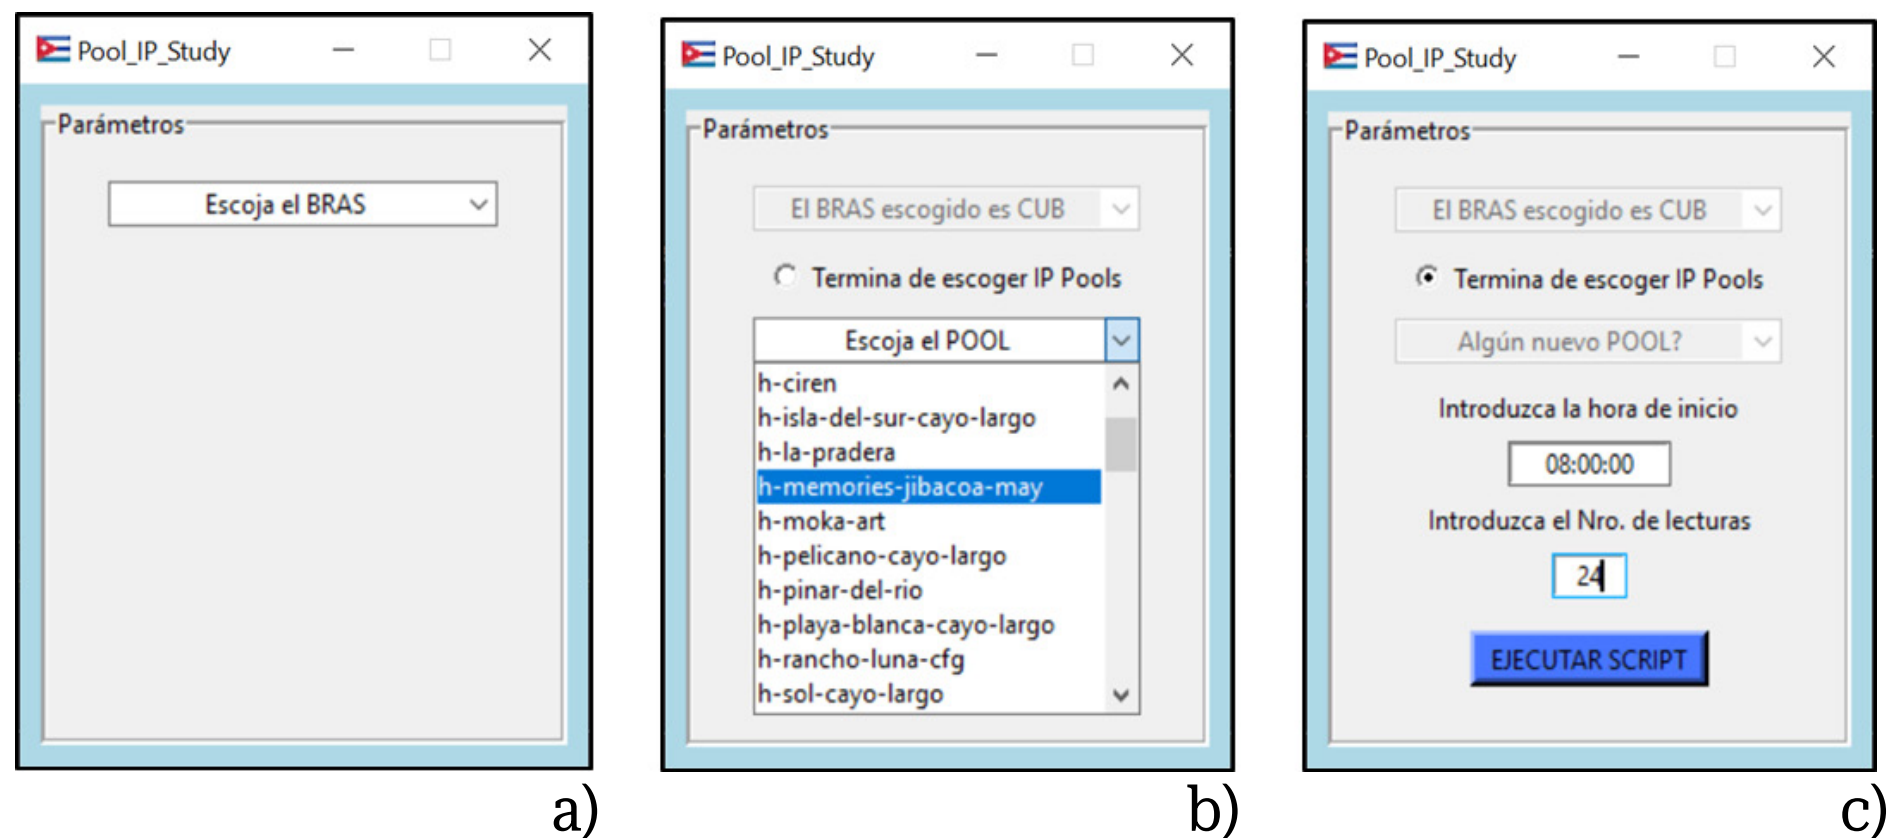 Pool_IP_Study
Parámetros
Escoja el BRAS
a)
Pool_IP_Study
Parámetros
El BRAS escogido es CUB
Termina de escoger IP Pools
Escoja el POOL
h-ciren
h-isla-del-sur-cayo-largo
h-la-pradera
h-memories-jibacoa-may
h-moka-art
h-pelicano-cayo-largo
h-pinar-del-rio
h-playa-blanca-cayo-largo
h-rancho-luna-cfg
h-sol-cayo-largo
b)
Pool_IP_Study
Parámetros
El BRAS escogido es CUB
Termina de escoger IP Pools
Algún nuevo POOL?
Introduzca la hora de inicio
08:00:00
Introduzca el Nro. de lecturas
24
EJECUTAR SCRIPT
c)